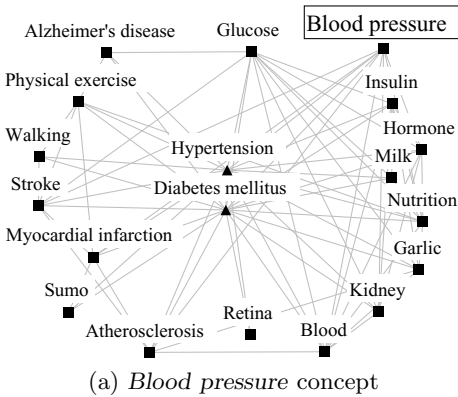 Alzheimer's disease
Glucose
Blood pressure
Physical exercise
Insulin
Walking
Hypertension
Hormone
Milk
Stroke
Diabetes mellitus
Nutrition
Myocardial infarction
Garlic
Sumo
Retina
Kidney
Atherosclerosis
Blood
(a) Blood pressure concept